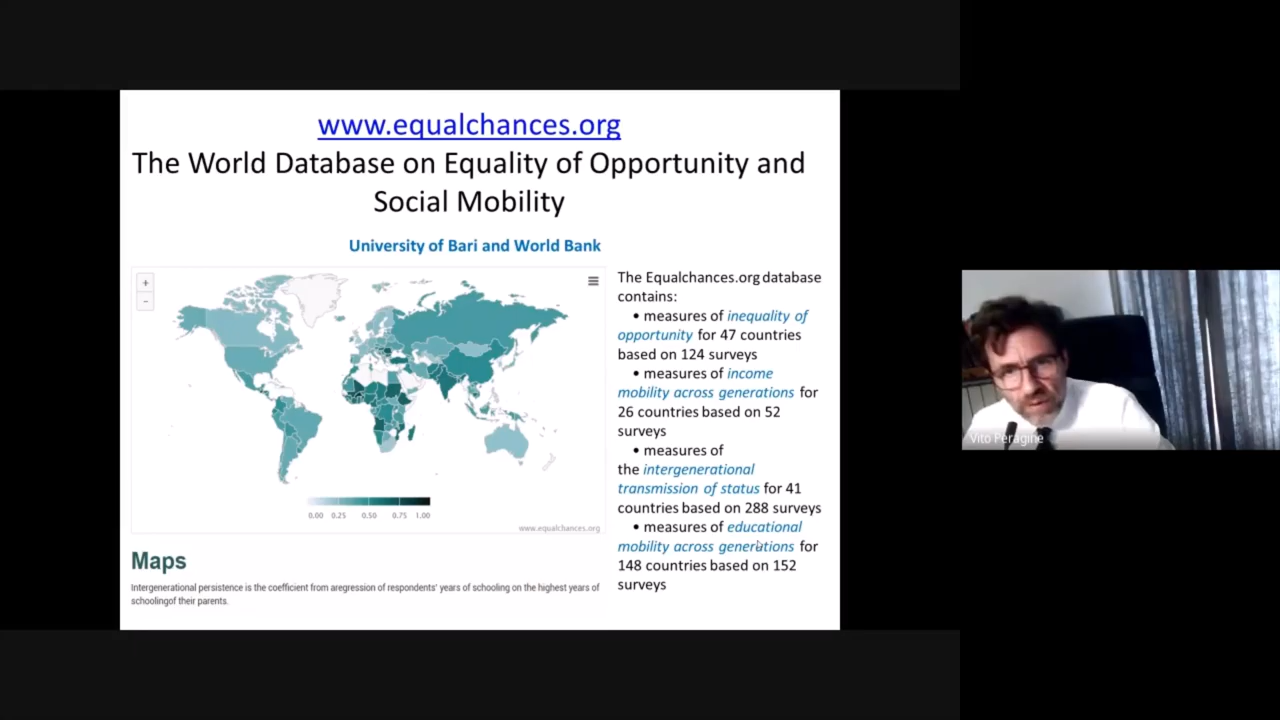 www.equalchances.org
The World Database on Equality of Opportunity and
Social Mobility
University of Bari and World Bank
+
−
0.00 0.25 0.50 0.75 1.00
www.equalchances.org
Maps
Intergenerational persistence is the coefficient from aregression of respondents' years of schooling on the highest years of
schoolingof their parents.
The Equalchances.org database
contains:
• measures of inequality of
opportunity for 47 countries
based on 124 surveys
• measures of income
mobility across generations for
26 countries based on 52
surveys
• measures of
the intergenerational
transmission of status for 41
countries based on 288 surveys
• measures of educational
mobility across generations for
148 countries based on 152
surveys
Vito Peragine